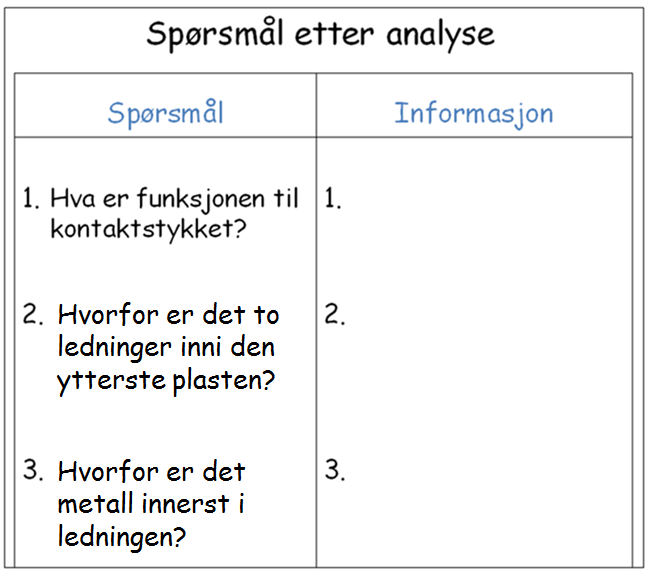 Spørsmål etter analyse
Spørsmål
Informasjon
1. Hva er funksjonen til
kontaktstykket?
1.
2. Hvorfor er det to
ledninger inni den
ytterste plasten?
2.
3. Hvorfor er det
metall innerst i
ledningen?
3.